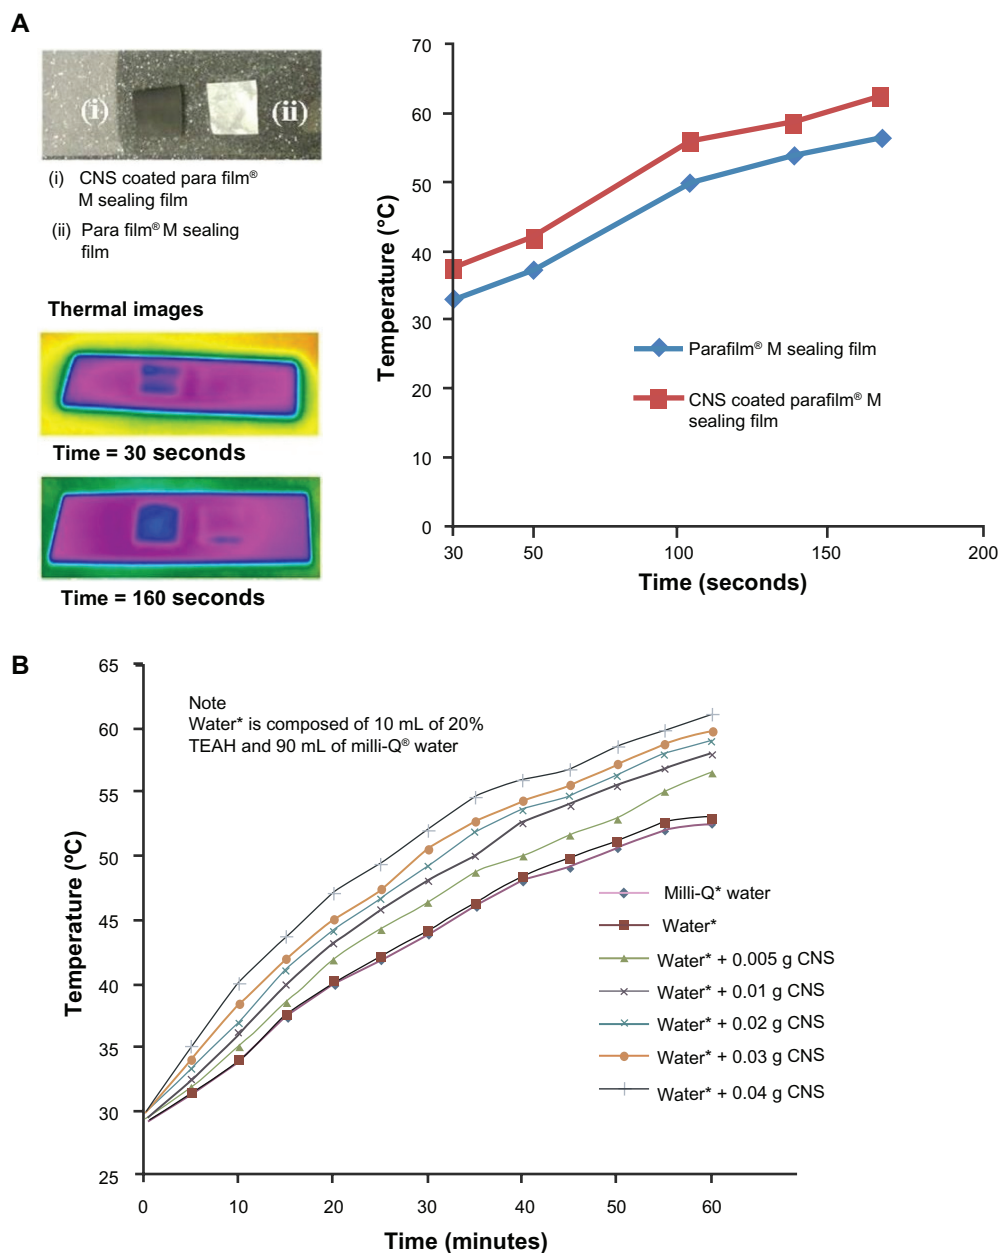 A
(i)
(ii)
(i) CNS coated para film®
M sealing film
(ii) Para film® M sealing
film
Thermal images
Time = 30 seconds
Time = 160 seconds
Temperature (°C)
70
60
50
40
30
20
10
0
30 50 100 150 200
Time (seconds)
Parafilm® M sealing film
CNS coated parafilm® M
sealing film
B
Temperature (ºC)
65
60
55
50
45
40
35
30
25
0 10 20 30 40 50 60
Time (minutes)
Note
Water* is composed of 10 mL of 20%
TEAH and 90 mL of milli-Q® water
Milli-Q* water
Water*
Water* + 0.005 g CNS
Water* + 0.01 g CNS
Water* + 0.02 g CNS
Water* + 0.03 g CNS
Water* + 0.04 g CNS